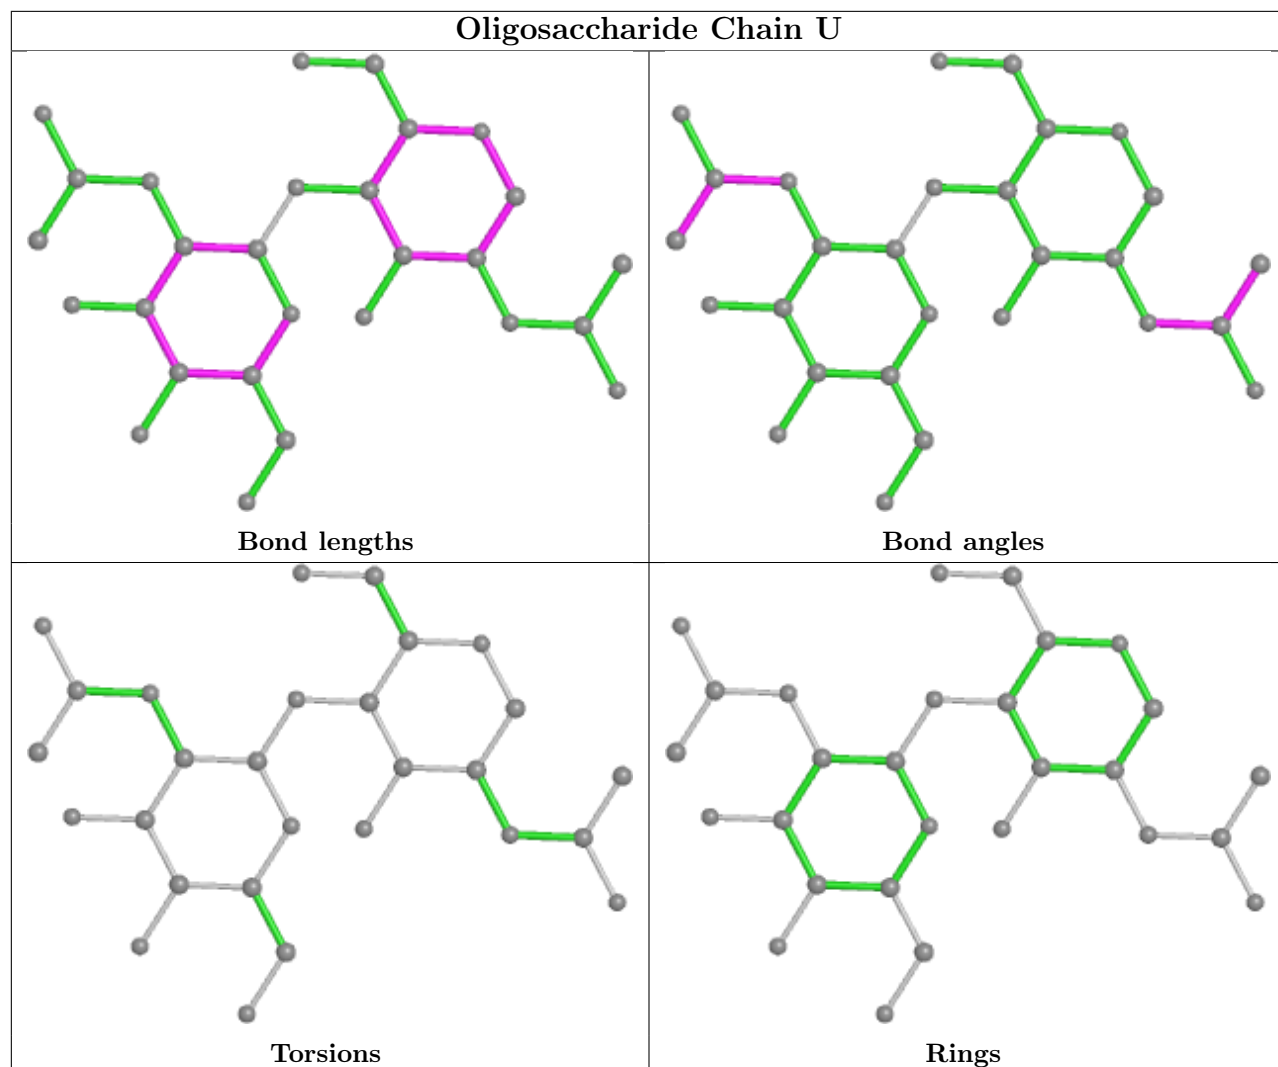 Oligosaccharide Chain U
Bond lengths
Bond angles
Torsions
Rings